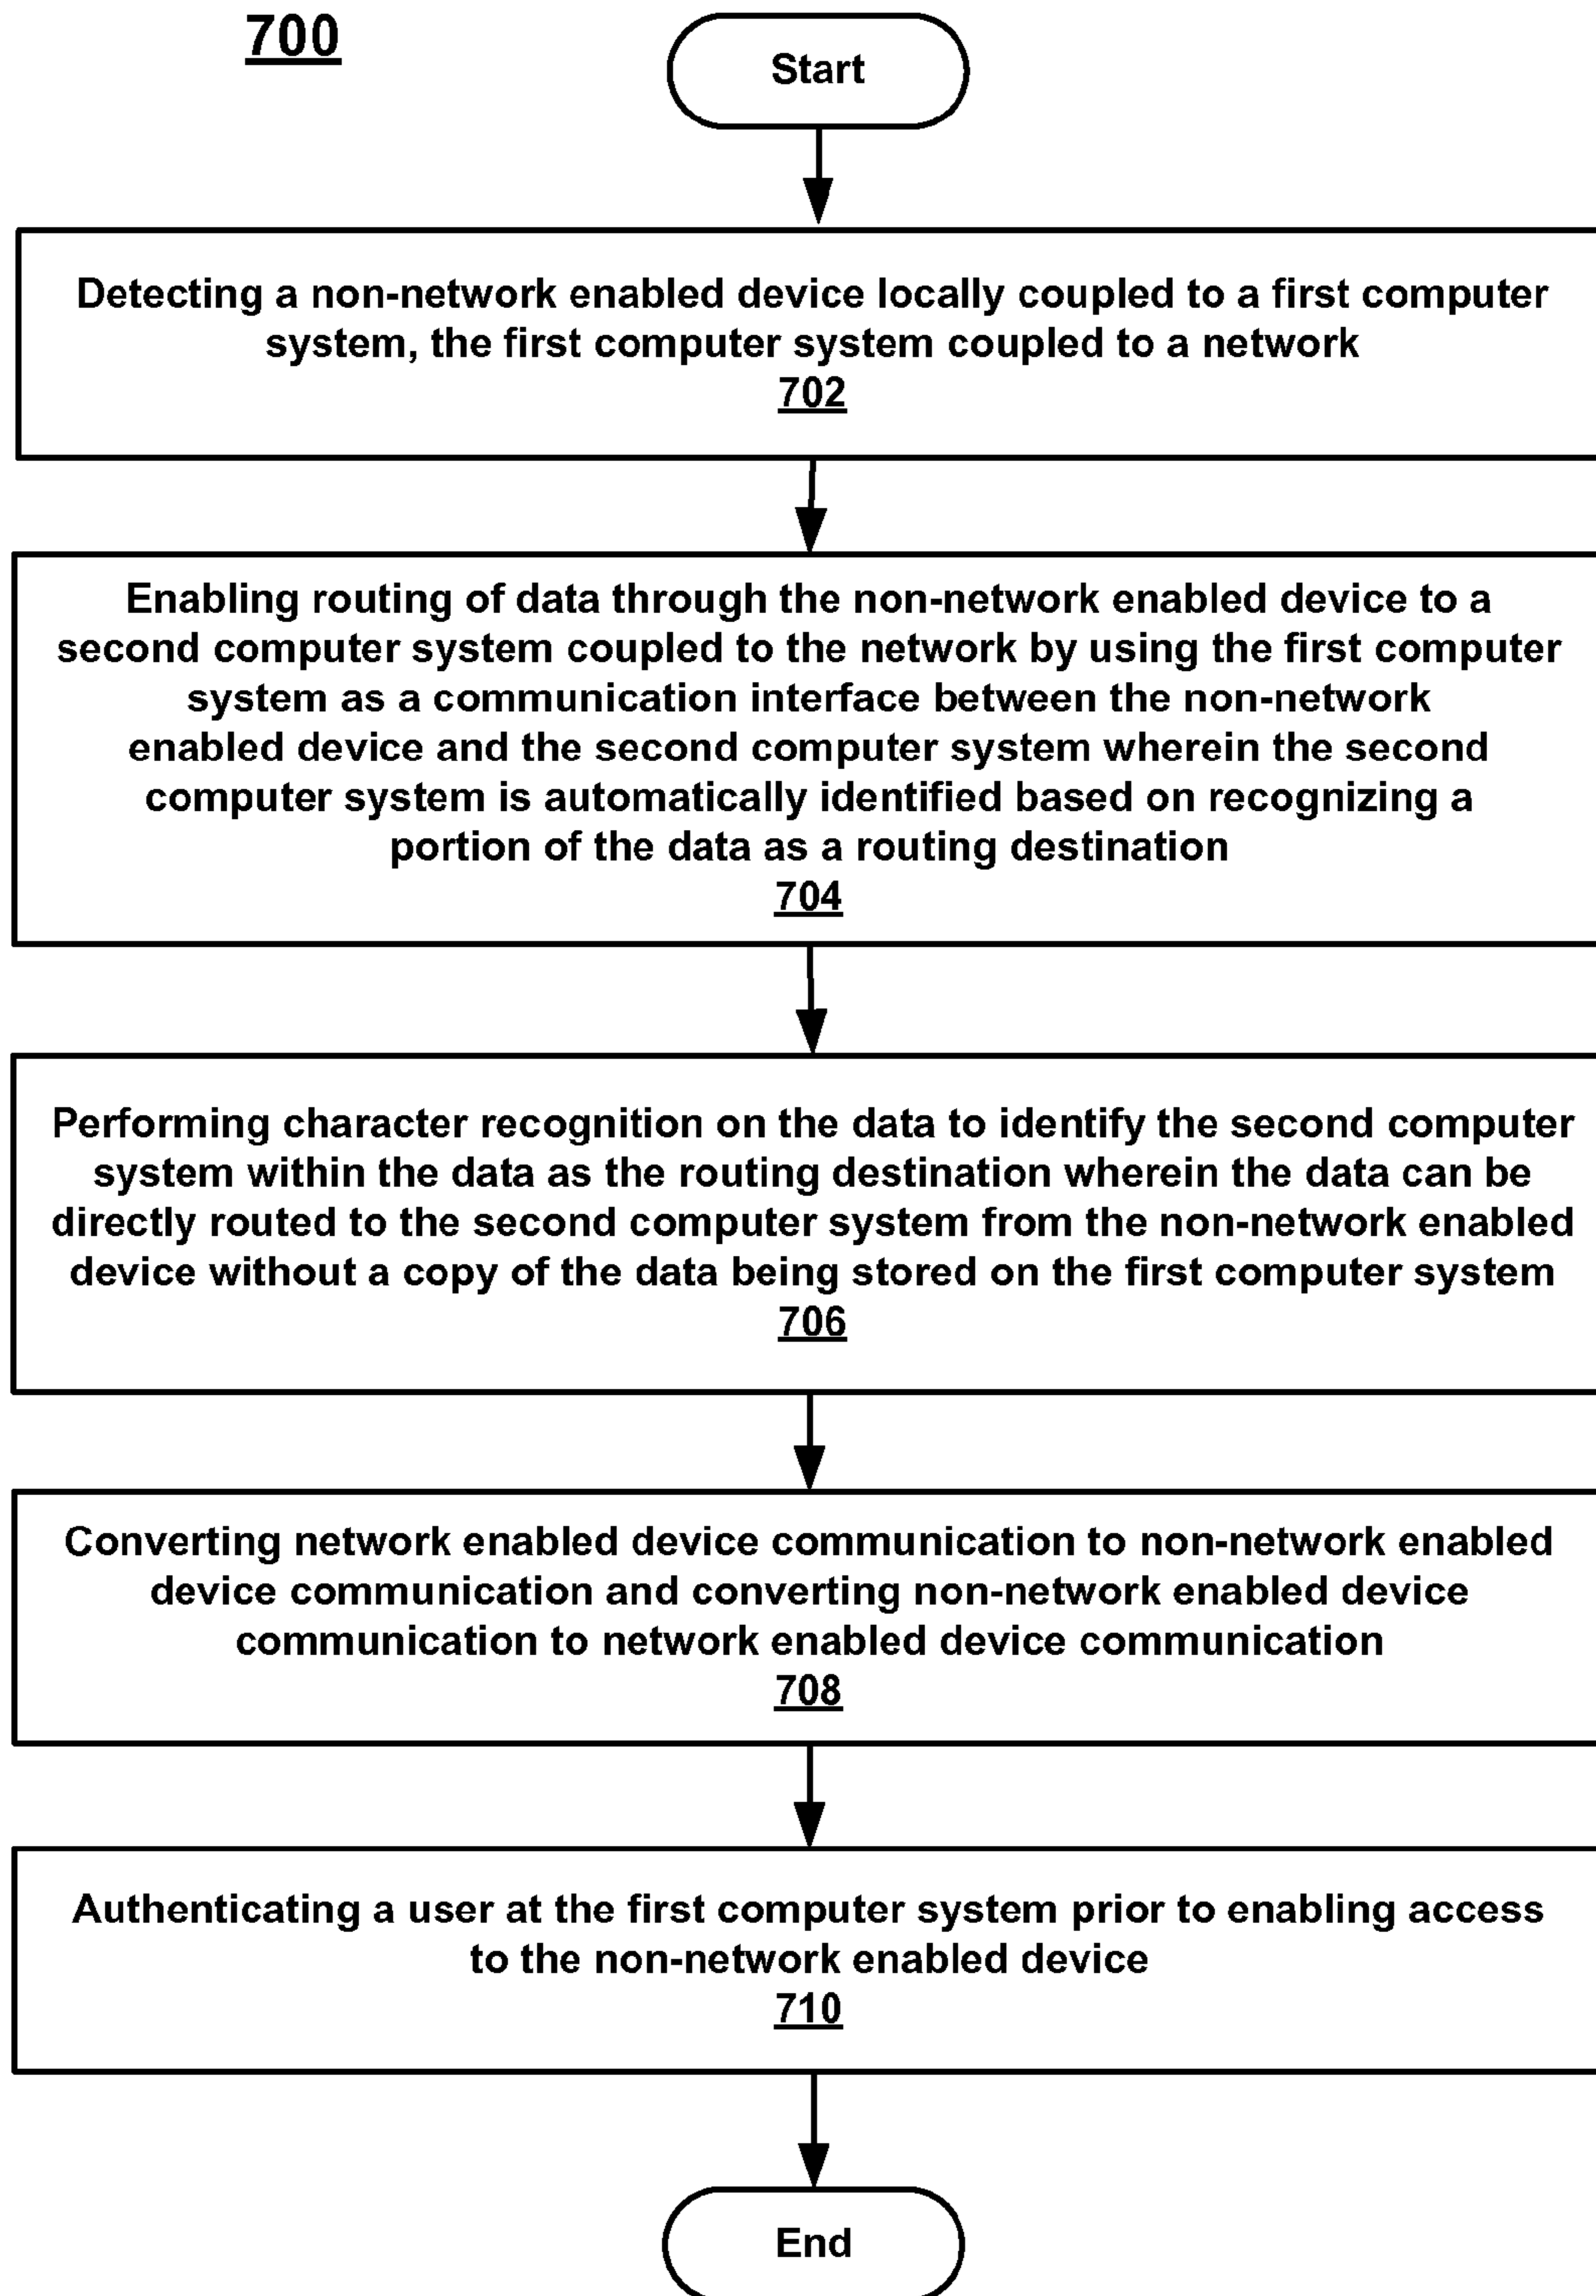 700
Start
Detecting a non-network enabled device locally coupled to a first computer
system, the first computer system coupled to a network
702
Enabling routing of data through the non-network enabled device to a
second computer system coupled to the network by using the first computer
system as a communication interface between the non-network
enabled device and the second computer system wherein the second
computer system is automatically identified based on recognizing a
portion of the data as a routing destination
704
Performing character recognition on the data to identify the second computer
system within the data as the routing destination wherein the data can be
directly routed to the second computer system from the non-network enabled
device without a copy of the data being stored on the first computer system
706
Converting network enabled device communication to non-network enabled
device communication and converting non-network enabled device
communication to network enabled device communication
708
Authenticating a user at the first computer system prior to enabling access
to the non-network enabled device
710
End